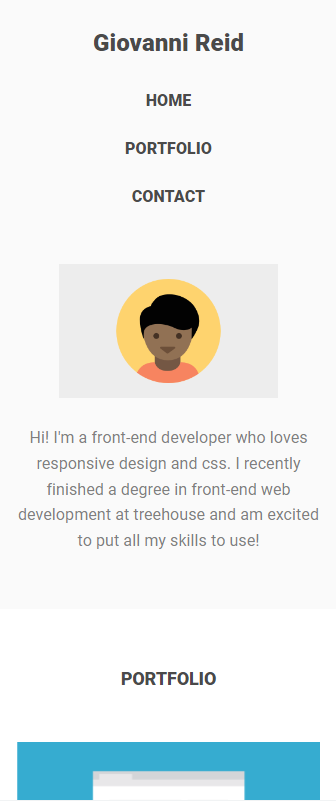 Giovanni Reid
HOME
PORTFOLIO
CONTACT
Hi! I'm a front-end developer who loves
responsive design and css. I recently
finished a degree in front-end web
development at treehouse and am excited
to put all my skills to use!
PORTFOLIO